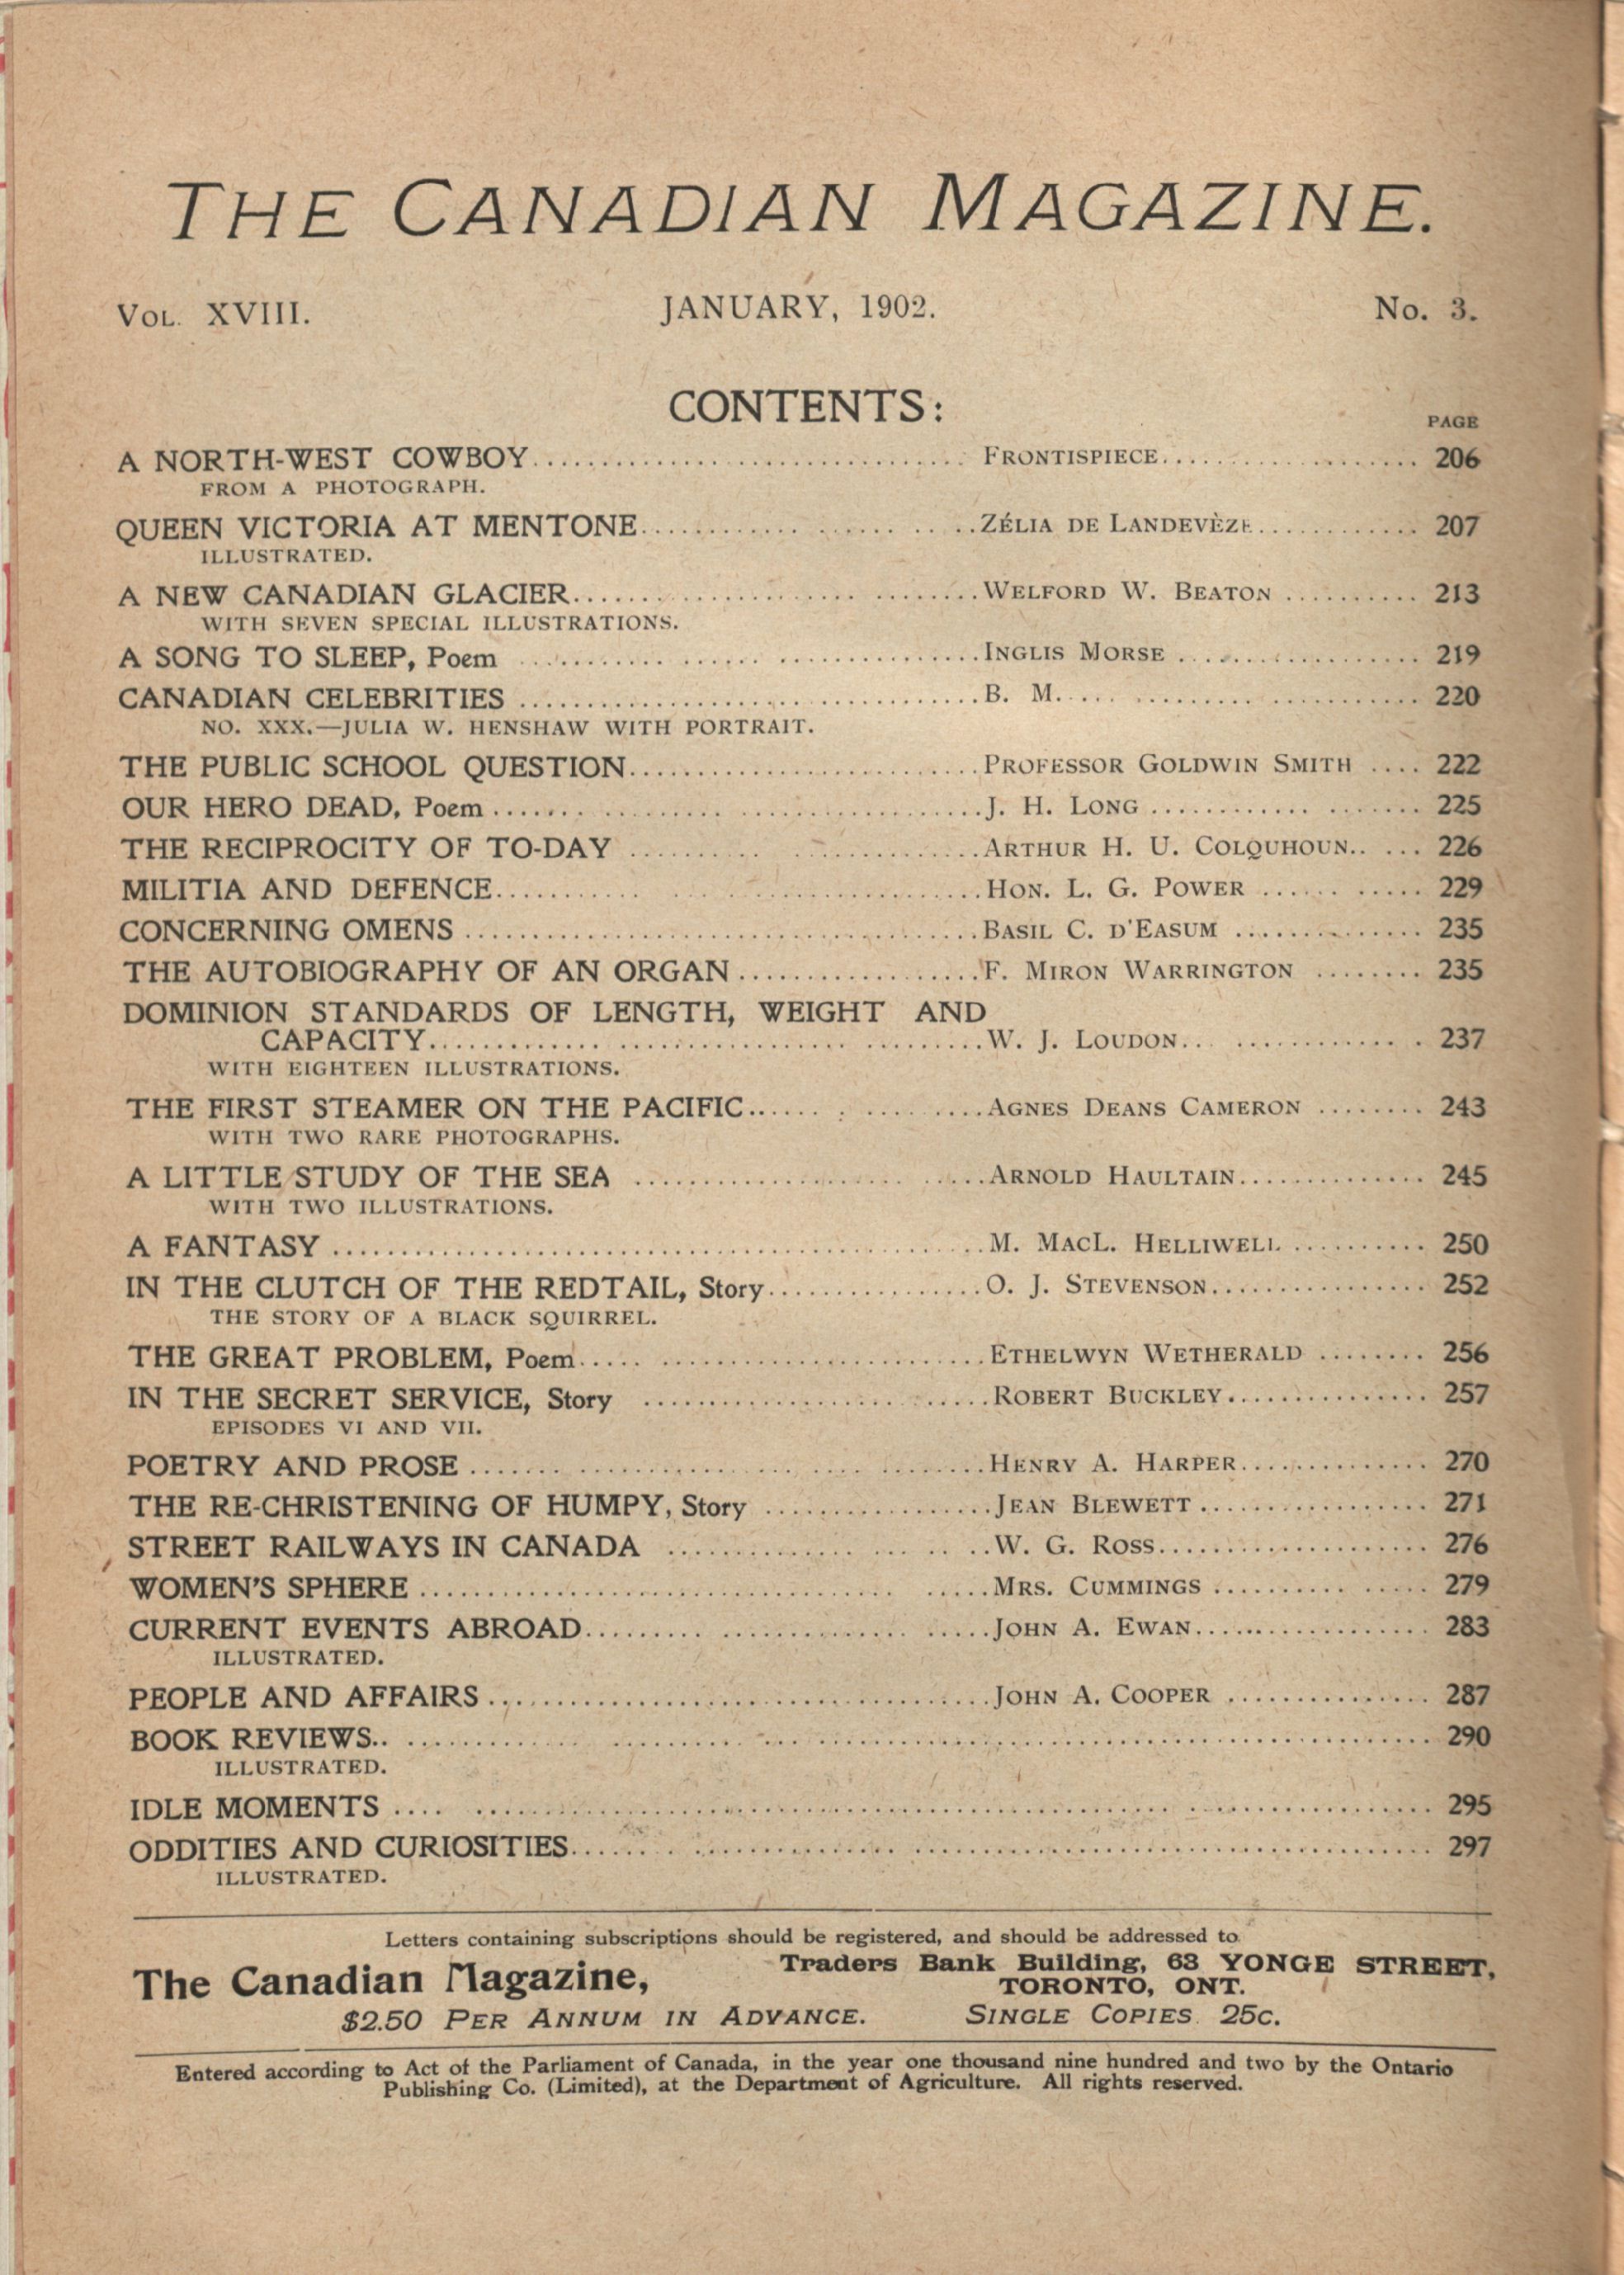 THE CANADIAN MAGAZINE.
VOL. XVIII. JANUARY, 1902. No. 3.
CONTENTS:
PAGE
A NORTH-WEST COWBOY.......... FRONTISPIECE.......... 206
FROM A PHOTOGRAPH.
QUEEN VICTORIA AT MENTONE.......... ZÉLIA DE LANDEVÈZE.......... 207
ILLUSTRATED.
A NEW CANADIAN GLACIER.......... WELFORD W. BEATON .......... 213
WITH SEVEN SPECIAL ILLUSTRATIONS.
A SONG TO SLEEP, Poem .......... INGLIS MORSE .......... 219
CANADIAN CELEBRITIES .......... B. M. .......... 220
NO. XXX.—JULIA W. HENSHAW WITH PORTRAIT.
THE PUBLIC SCHOOL QUESTION.......... PROFESSOR GOLDWIN SMITH .... 222
OUR HERO DEAD, Poem .......... J. H. LONG .......... 225
THE RECIPROCITY OF TO-DAY .......... ARTHUR H. U. COLQUHOUN.. ... 226
MILITIA AND DEFENCE.......... HON. L. G. POWER .......... 229
CONCERNING OMENS .......... BASIL C. D'EASUM .......... 235
THE AUTOBIOGRAPHY OF AN ORGAN .......... F. MIRON WARRINGTON ........ 235
DOMINION STANDARDS OF LENGTH, WEIGHT AND
CAPACITY.......... W. J. LOUDON.......... 237
WITH EIGHTEEN ILLUSTRATIONS.
THE FIRST STEAMER ON THE PACIFIC.......... AGNES DEANS CAMERON ........ 243
WITH TWO RARE PHOTOGRAPHS.
A LITTLE STUDY OF THE SEA .......... ARNOLD HAULTAIN.......... 245
WITH TWO ILLUSTRATIONS.
A FANTASY .......... M. MACL. HELLIWELL .......... 250
IN THE CLUTCH OF THE REDTAIL, Story.......... O. J. STEVENSON.......... 252
THE STORY OF A BLACK SQUIRREL.
THE GREAT PROBLEM, Poem.......... ETHELWYN WETHERALD ........ 256
IN THE SECRET SERVICE, Story .......... ROBERT BUCKLEY.......... 257
EPISODES VI AND VII.
POETRY AND PROSE .......... HENRY A. HARPER.......... 270
THE RE-CHRISTENING OF HUMPY, Story .......... JEAN BLEWETT .......... 271
STREET RAILWAYS IN CANADA .......... W. G. ROSS.......... 276
WOMEN'S SPHERE .......... MRS. CUMMINGS .......... 279
CURRENT EVENTS ABROAD.......... JOHN A. EWAN.......... 283
ILLUSTRATED.
PEOPLE AND AFFAIRS .......... JOHN A. COOPER .......... 287
BOOK REVIEWS.......... 290
ILLUSTRATED.
IDLE MOMENTS .......... 295
ODDITIES AND CURIOSITIES.......... 297
ILLUSTRATED.
Letters containing subscriptions should be registered, and should be addressed to
The Canadian Magazine, Traders Bank Building, 63 YONGE STREET,
TORONTO, ONT.
$2.50 PER ANNUM IN ADVANCE. SINGLE COPIES 25C.
Entered according to Act of the Parliament of Canada, in the year one thousand nine hundred and two by the Ontario
Publishing Co. (Limited), at the Department of Agriculture. All rights reserved.